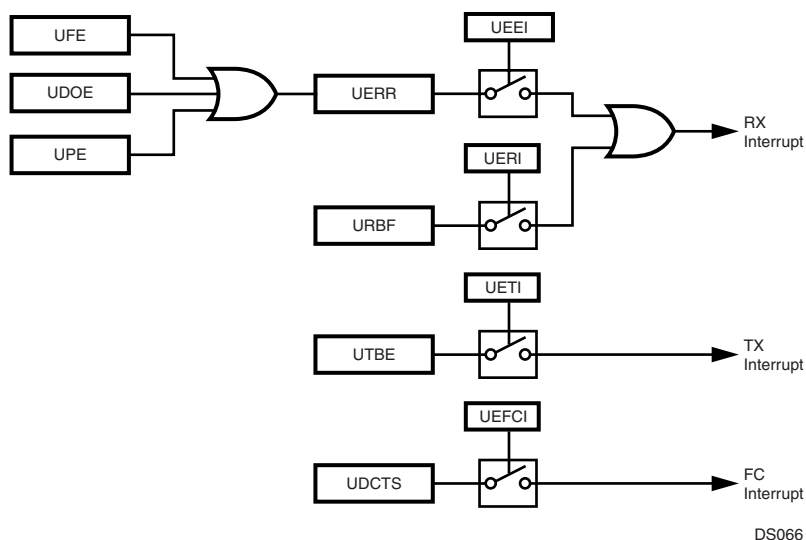 UEEI
UFE
UDOE
UERR
UPE
RX
Interrupt
UERI
URBF
UETI
UTBE
TX
Interrupt
UEFCI
UDCTS
FC
Interrupt
DS066